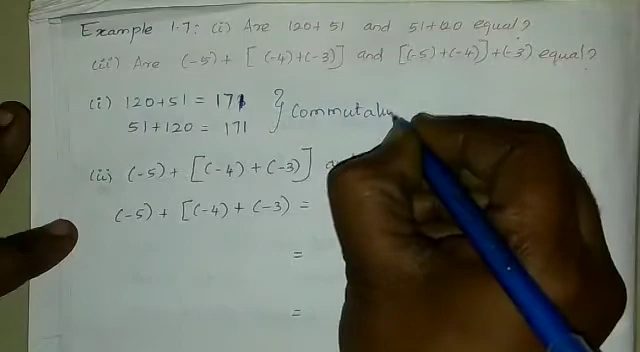 Example 1.7: (i) Are 120+51 and 51+120 equal?
(ii) Are (-5) + [(-4)+(-3)] and [(-5)+(-4)]+(-3) equal?
(i) 120+51 = 171 } Commutativ
51+120 = 171
(ii) (-5) + [(-4) + (-3)]
(-5) + [(-4) + (-3) =
=
=